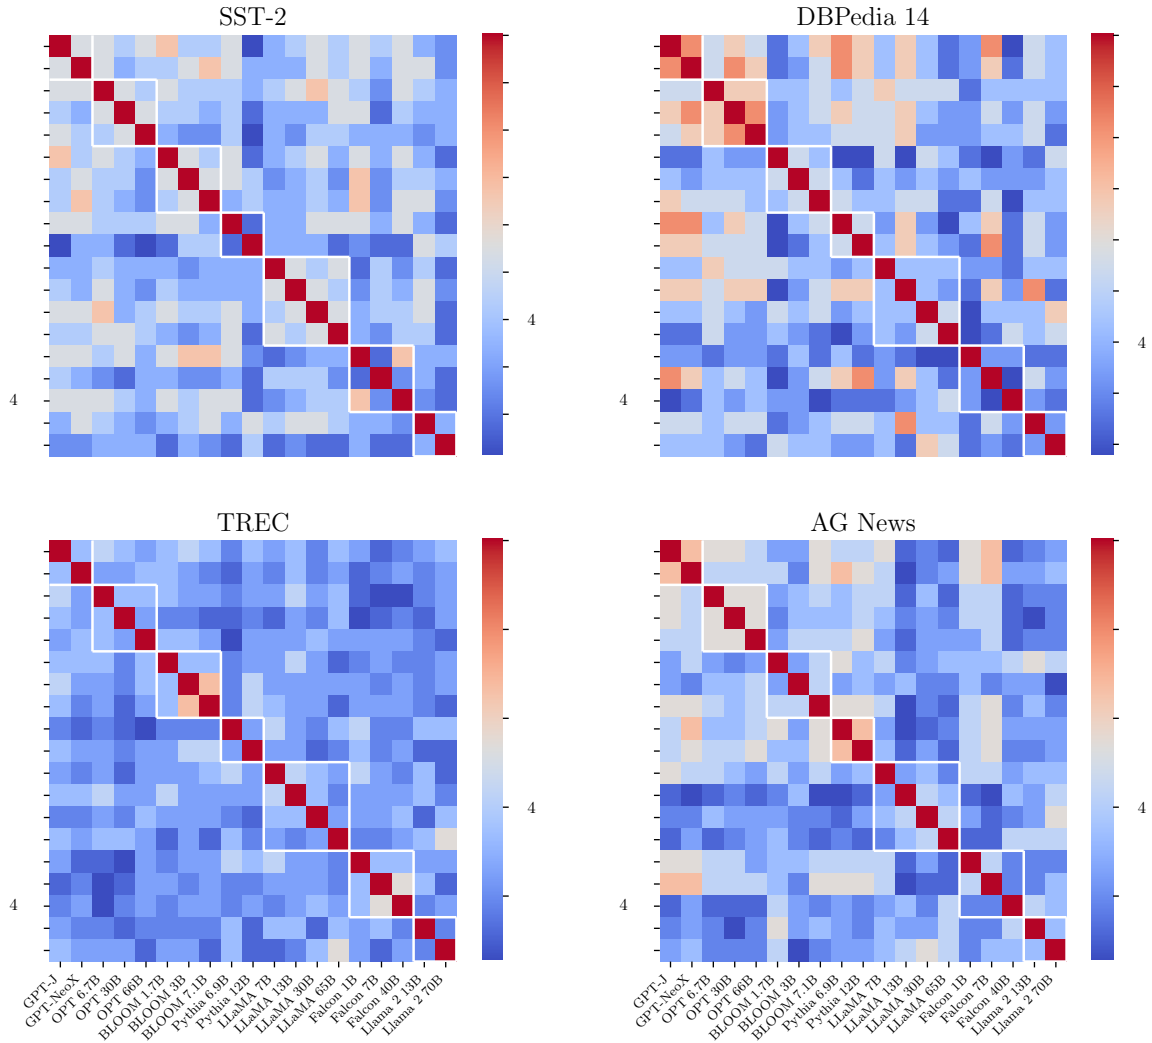 SST-2
DBPedia 14
4
4
4
4
TREC
AG News
4
4
4
4
GPT-J
GPT-NeoX
OPT 6.7B
OPT 30B
OPT 66B
BLOOM 1.7B
BLOOM 3B
BLOOM 7.1B
Pythia 6.9B
Pythia 12B
LLaMA 7B
LLaMA 13B
LLaMA 30B
LLaMA 65B
Falcon 1B
Falcon 7B
Falcon 40B
Llama 2 13B
Llama 2 70B
GPT-J
GPT-NeoX
OPT 6.7B
OPT 30B
OPT 66B
BLOOM 1.7B
BLOOM 3B
BLOOM 7.1B
Pythia 6.9B
Pythia 12B
LLaMA 7B
LLaMA 13B
LLaMA 30B
LLaMA 65B
Falcon 1B
Falcon 7B
Falcon 40B
Llama 2 13B
Llama 2 70B